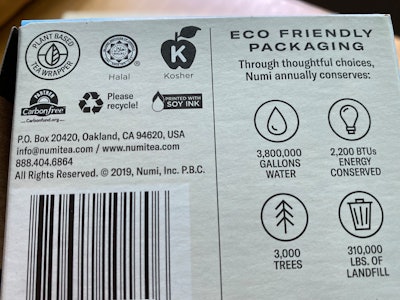 PLANT BASED
TEA WRAPPER
Halal
K
Kosher
PARTNER
Carbonfree®
Carbonfund.org
Please
recycle!
PRINTED WITH
SOY INK
P.O. Box 20420, Oakland, CA 94620, USA
info@numitea.com / www.numitea.com
888.404.6864
All Rights Reserved. © 2019, Numi, Inc. P.B.C.
ECO FRIENDLY
PACKAGING
Through thoughtful choices,
Numi annually conserves:
3,800,000
GALLONS
WATER
2,200 BTUs
ENERGY
CONSERVED
3,000
TREES
310,000
LBS. OF
LANDFILL